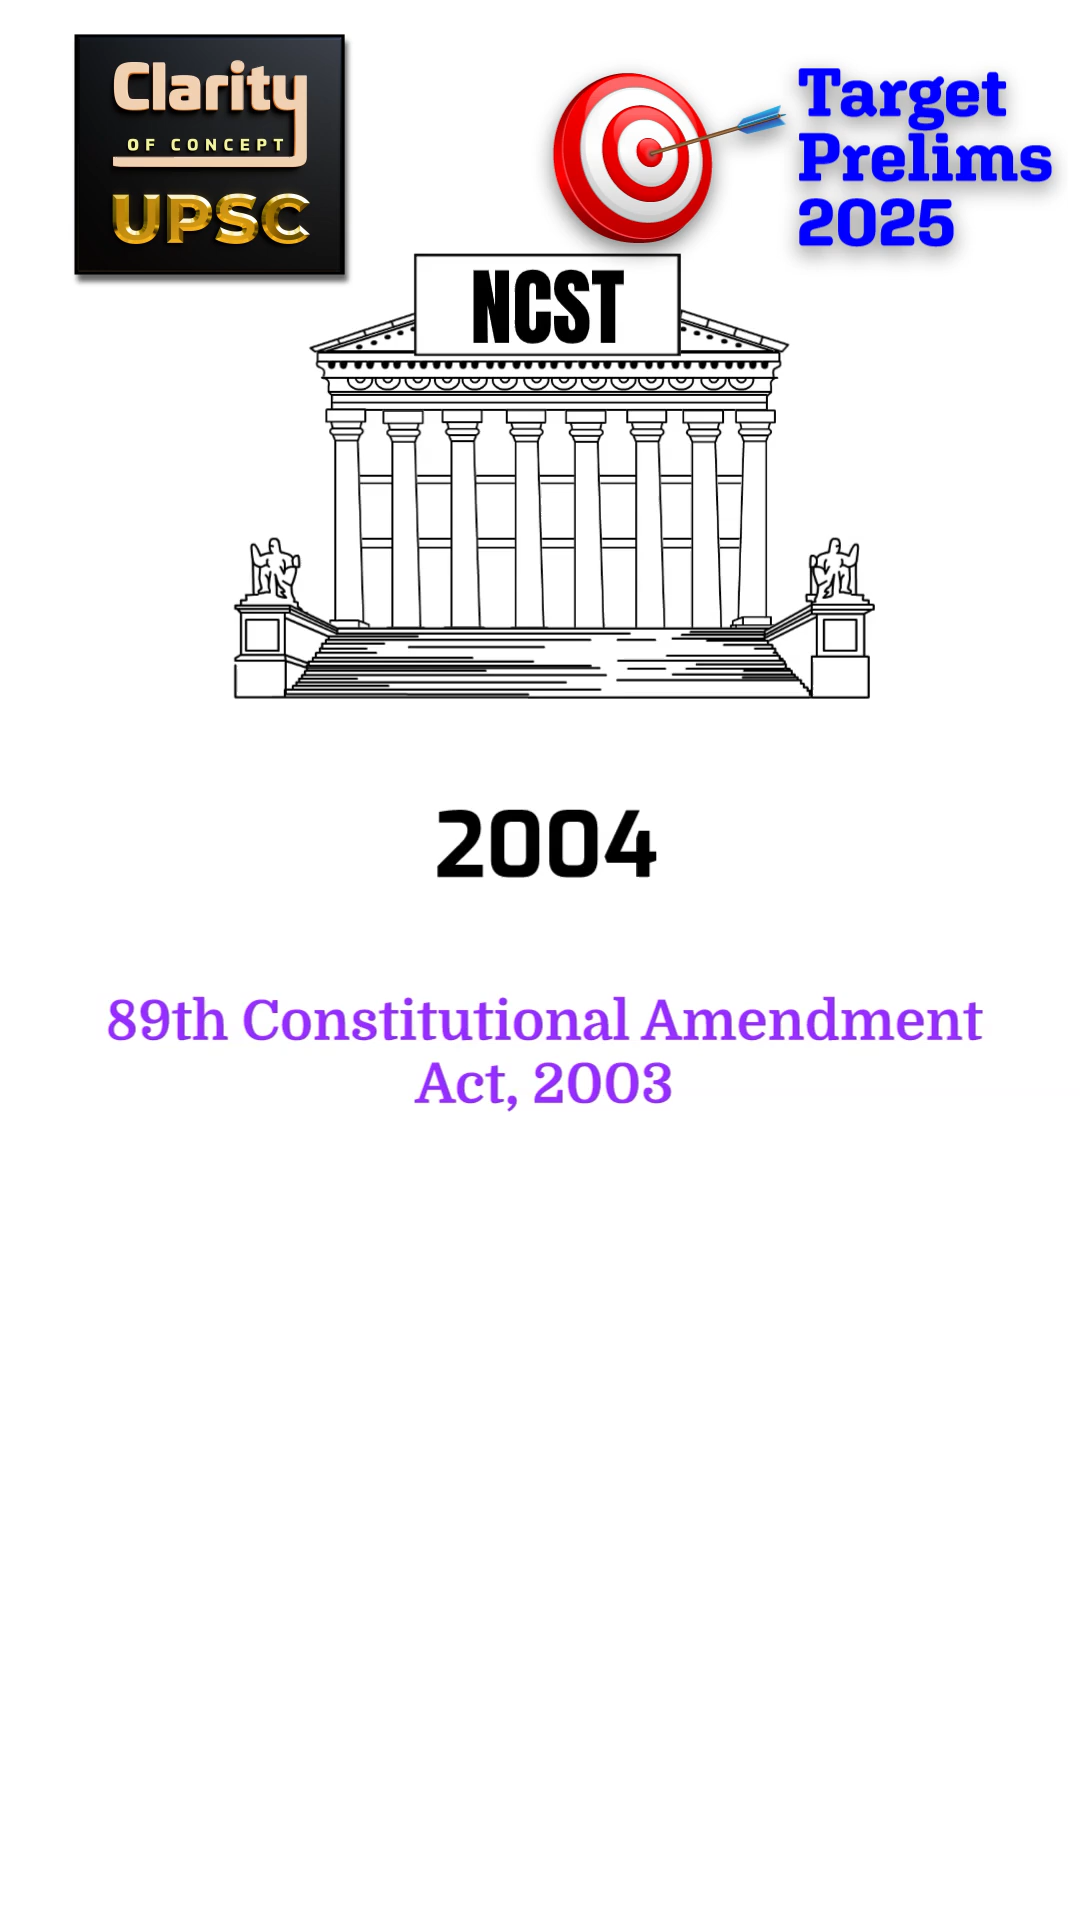 Clarity
OF CONCEPT
UPSC
Target
Prelims
2025
NCST
2004
89th Constitutional Amendment
Act, 2003